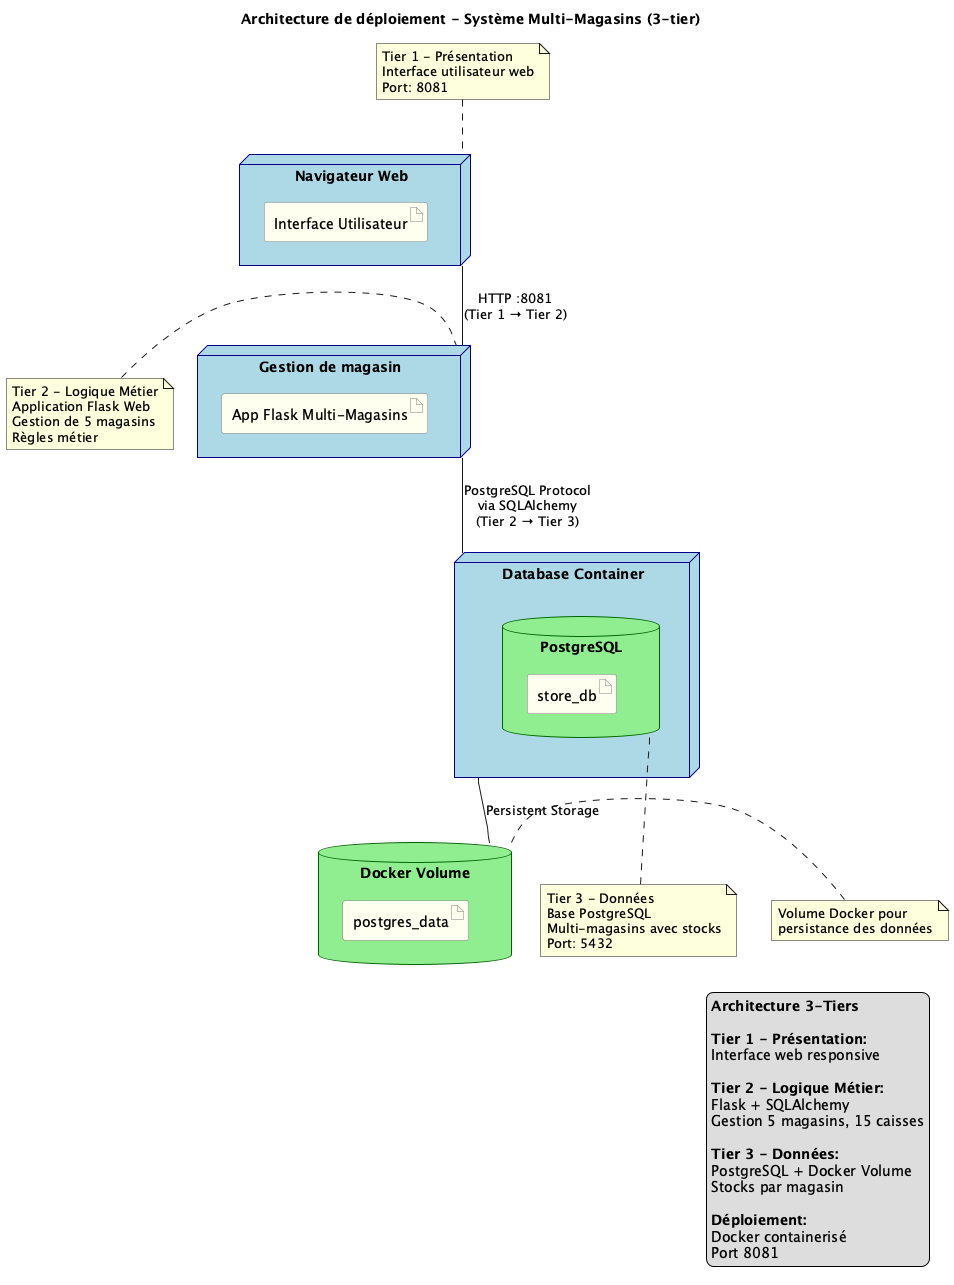 Architecture de déploiement - Système Multi-Magasins (3-tier)
Tier 1 - Présentation
Interface utilisateur web
Port: 8081
Navigateur Web
Interface Utilisateur
HTTP :8081
(Tier 1 → Tier 2)
Gestion de magasin
App Flask Multi-Magasins
Tier 2 - Logique Métier
Application Flask Web
Gestion de 5 magasins
Règles métier
PostgreSQL Protocol
via SQLAlchemy
(Tier 2 → Tier 3)
Database Container
PostgreSQL
store_db
Persistent Storage
Docker Volume
postgres_data
Tier 3 - Données
Base PostgreSQL
Multi-magasins avec stocks
Port: 5432
Volume Docker pour
persistance des données
Architecture 3-Tiers
Tier 1 - Présentation:
Interface web responsive
Tier 2 - Logique Métier:
Flask + SQLAlchemy
Gestion 5 magasins, 15 caisses
Tier 3 - Données:
PostgreSQL + Docker Volume
Stocks par magasin
Déploiement:
Docker containerisé
Port 8081